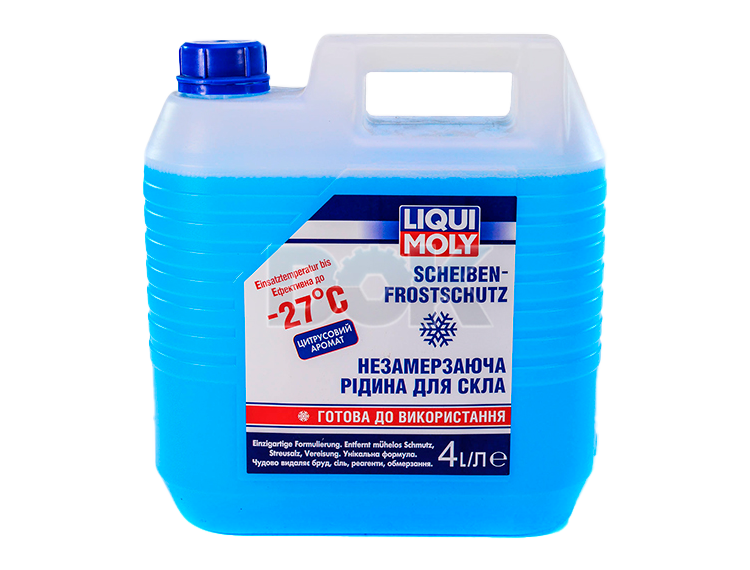 LIQUI
MOLY
SCHEIBEN-
FROSTSCHUTZ
Einsatztemperatur bis
Ефективна до
-27°C
ЦИТРУСОВИЙ
АРОМАТ
НЕЗАМЕРЗАЮЧА
РІДИНА ДЛЯ СКЛА
ГОТОВА ДО ВИКОРИСТАННЯ
Einzigartige Formulierung. Entfernt mühelos Schmutz,
Streusalz, Vereisung. Унікальна формула.
Чудово видаляє бруд, сіль, реагенти, обмерзання.
4L/Л℮